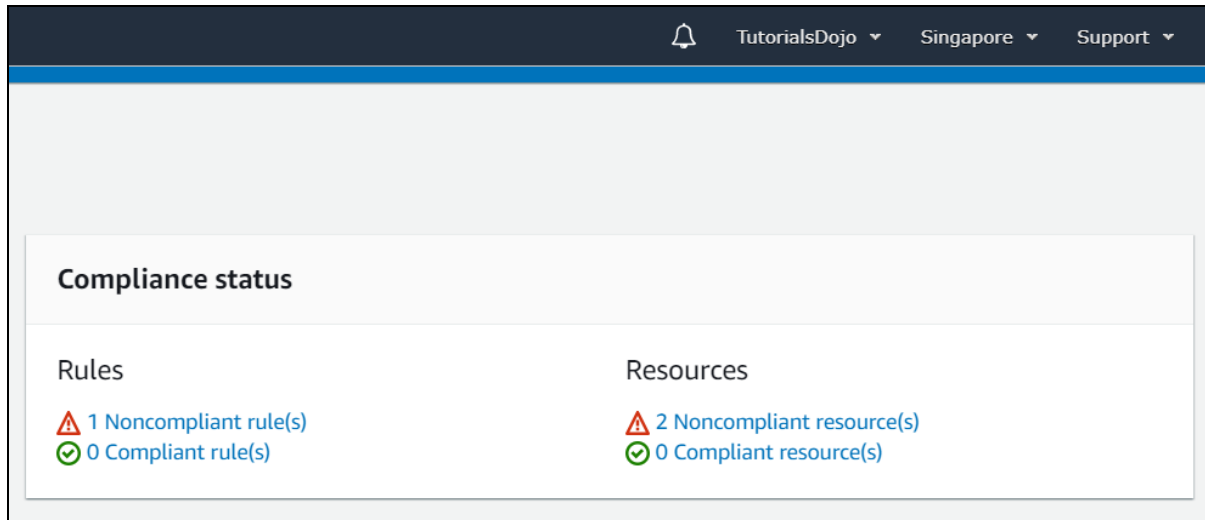 TutorialsDojo Singapore Support
Compliance status
Rules
Resources
1 Noncompliant rule(s)
2 Noncompliant resource(s)
0 Compliant rule(s)
0 Compliant resource(s)